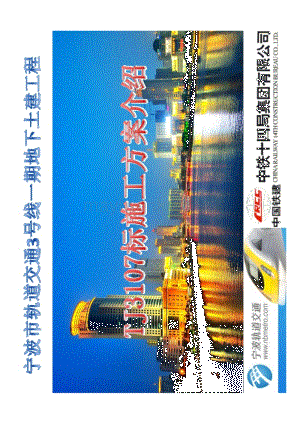 宁波市轨道交通3号线一期地下土建工程
TJ3107标施工方案介绍
宁波轨道交通
中国铁建
中铁十四局集团有限公司
CHINA RAILWAY 14TH CONSTRUCTION BUREAU CO.,LTD.